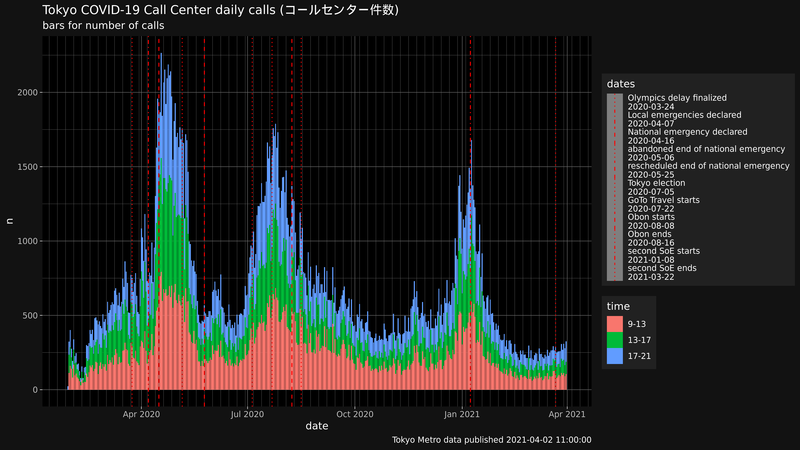 Tokyo COVID-19 Call Center daily calls (コールセンター件数)
bars for number of calls
2000
1500
1000
500
0
n
Apr 2020
Jul 2020
Oct 2020
Jan 2021
Apr 2021
date
Tokyo Metro data published 2021-04-02 11:00:00
dates
Olympics delay finalized
2020-03-24
Local emergencies declared
2020-04-07
National emergency declared
2020-04-16
abandoned end of national emergency
2020-05-06
rescheduled end of national emergency
2020-05-25
Tokyo election
2020-07-05
GoTo Travel starts
2020-07-22
Obon starts
2020-08-08
Obon ends
2020-08-16
second SoE starts
2021-01-08
second SoE ends
2021-03-22
time
9-13
13-17
17-21